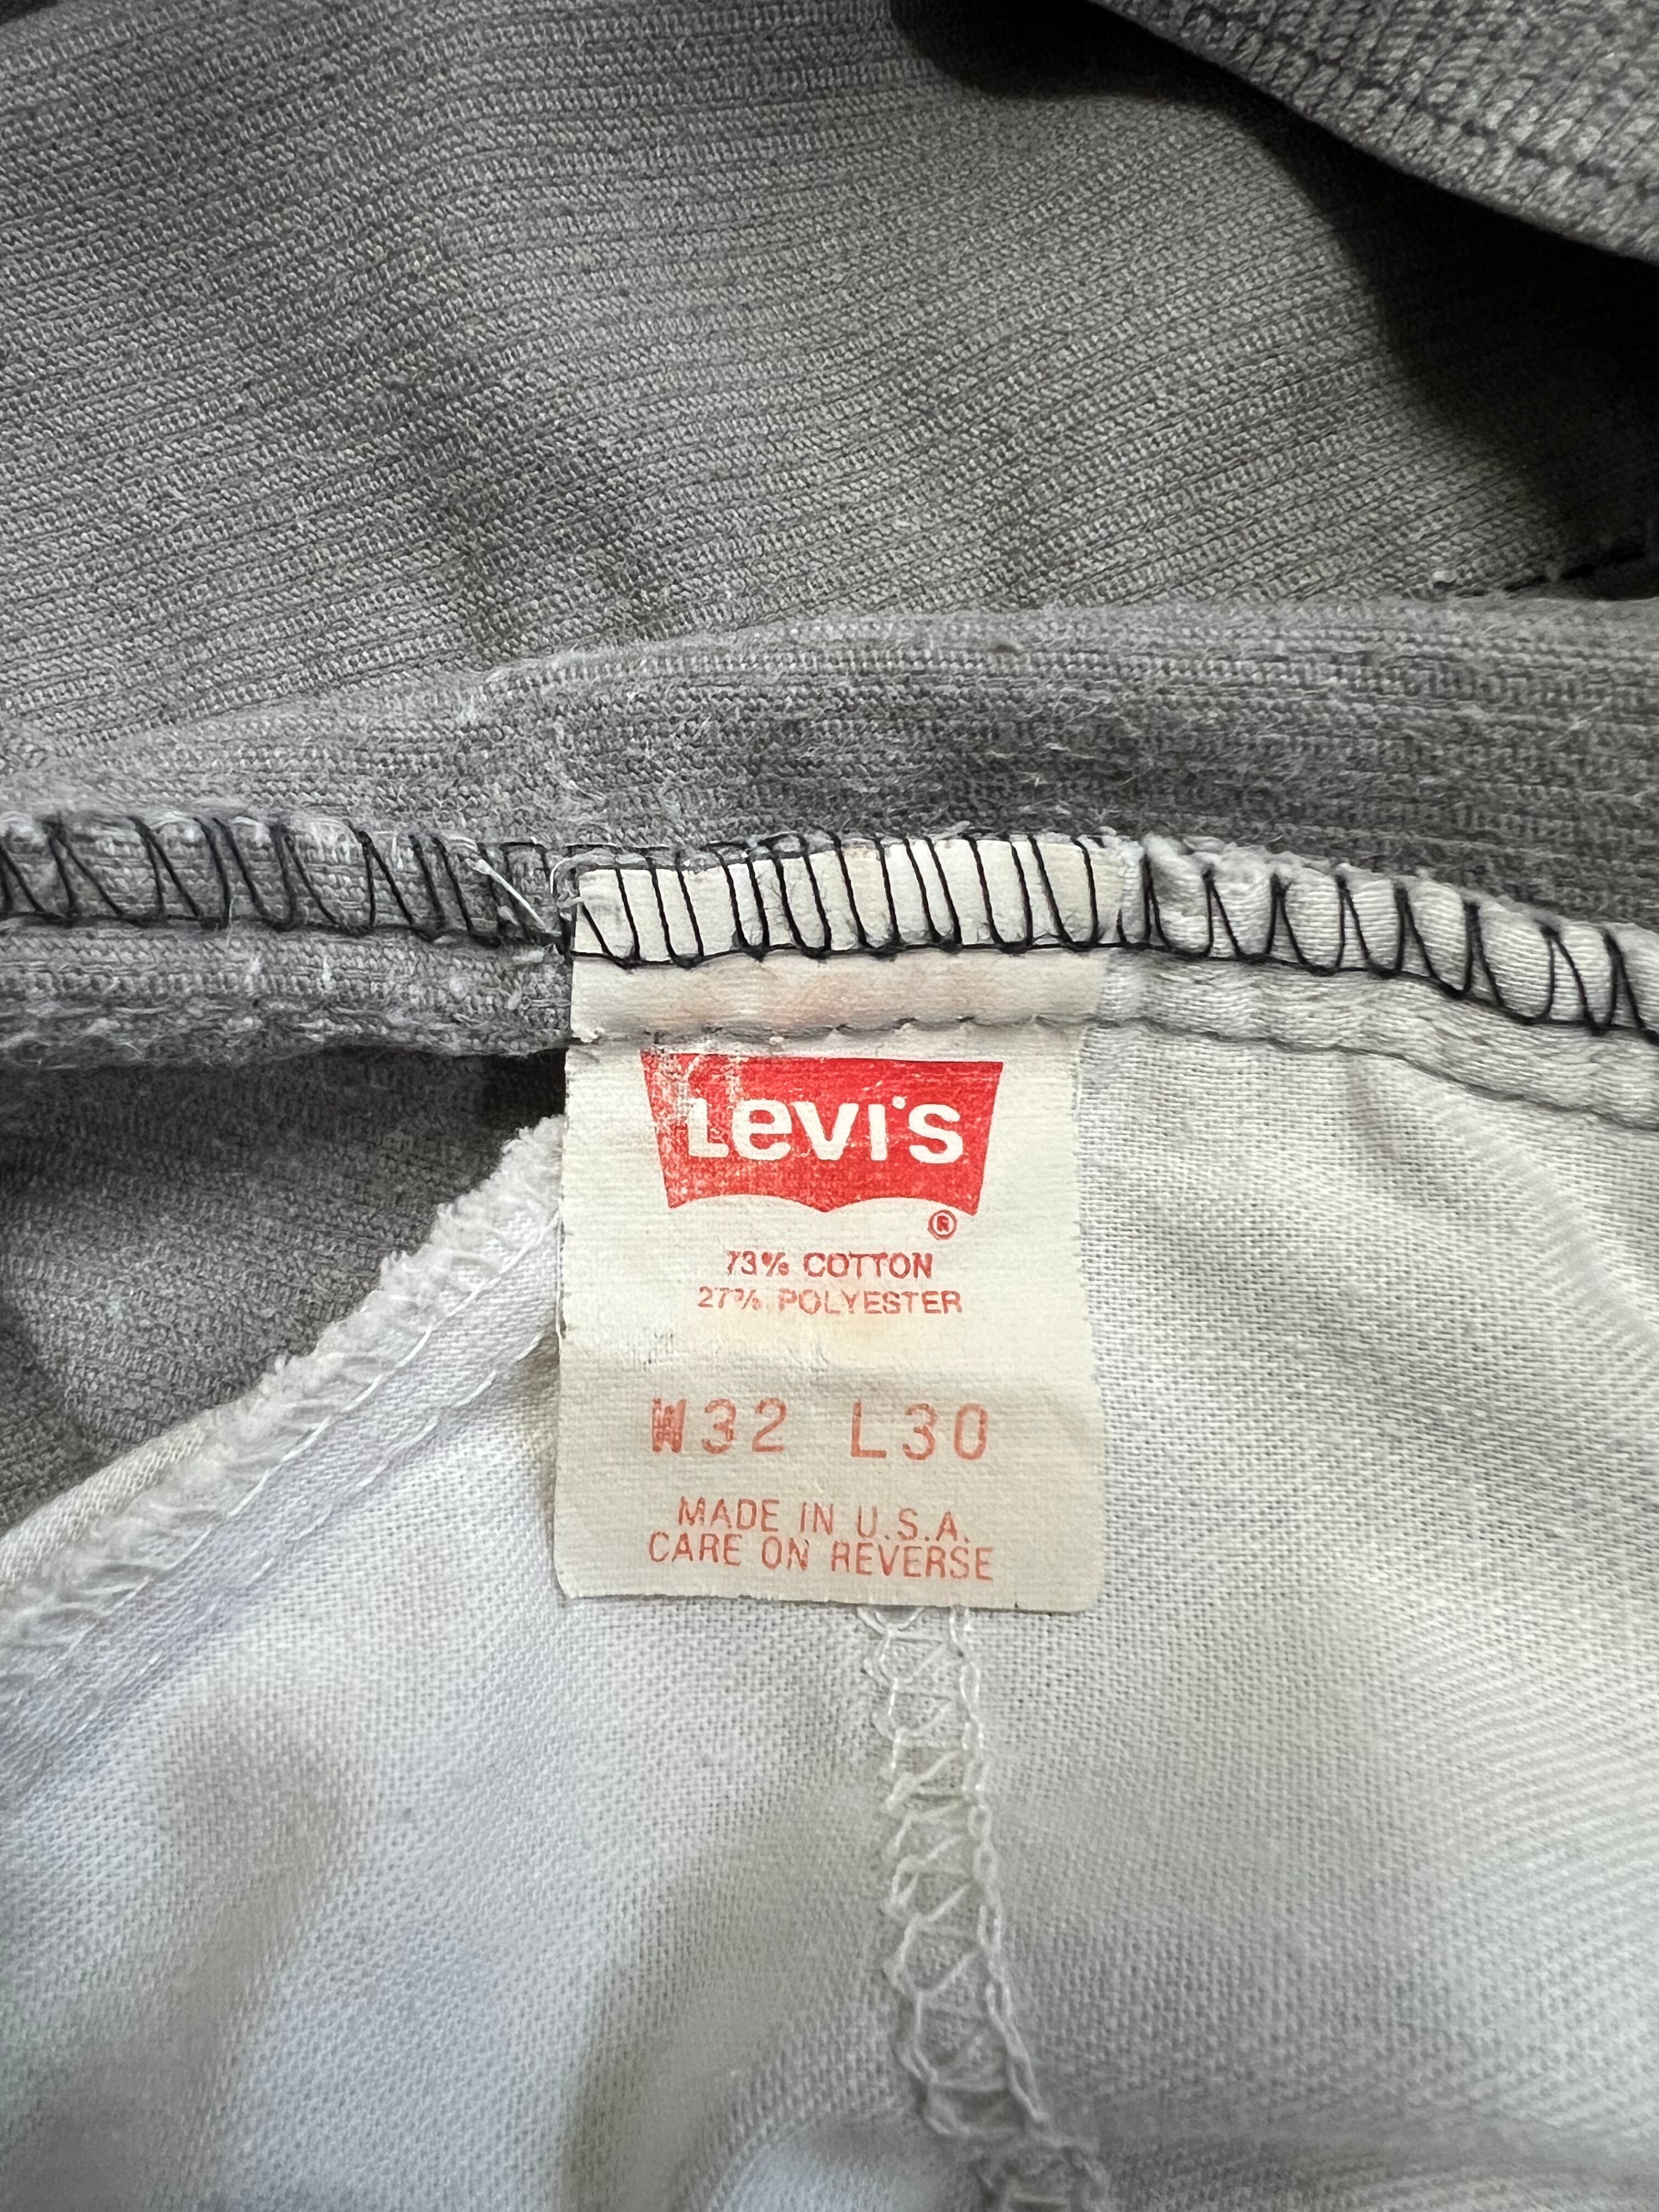 Levi's
®
73% COTTON
27% POLYESTER
W32 L30
MADE IN U.S.A.
CARE ON REVERSE